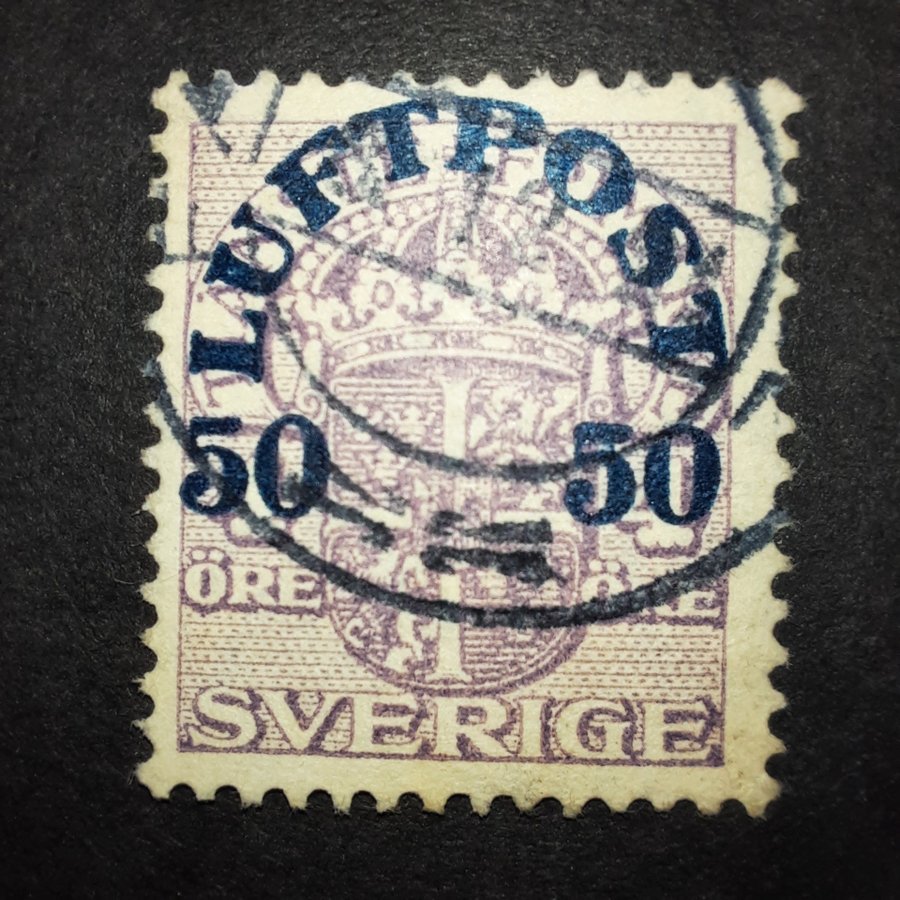 LUFTPOST
50 50
ÖRE ÖRE
SVERIGE